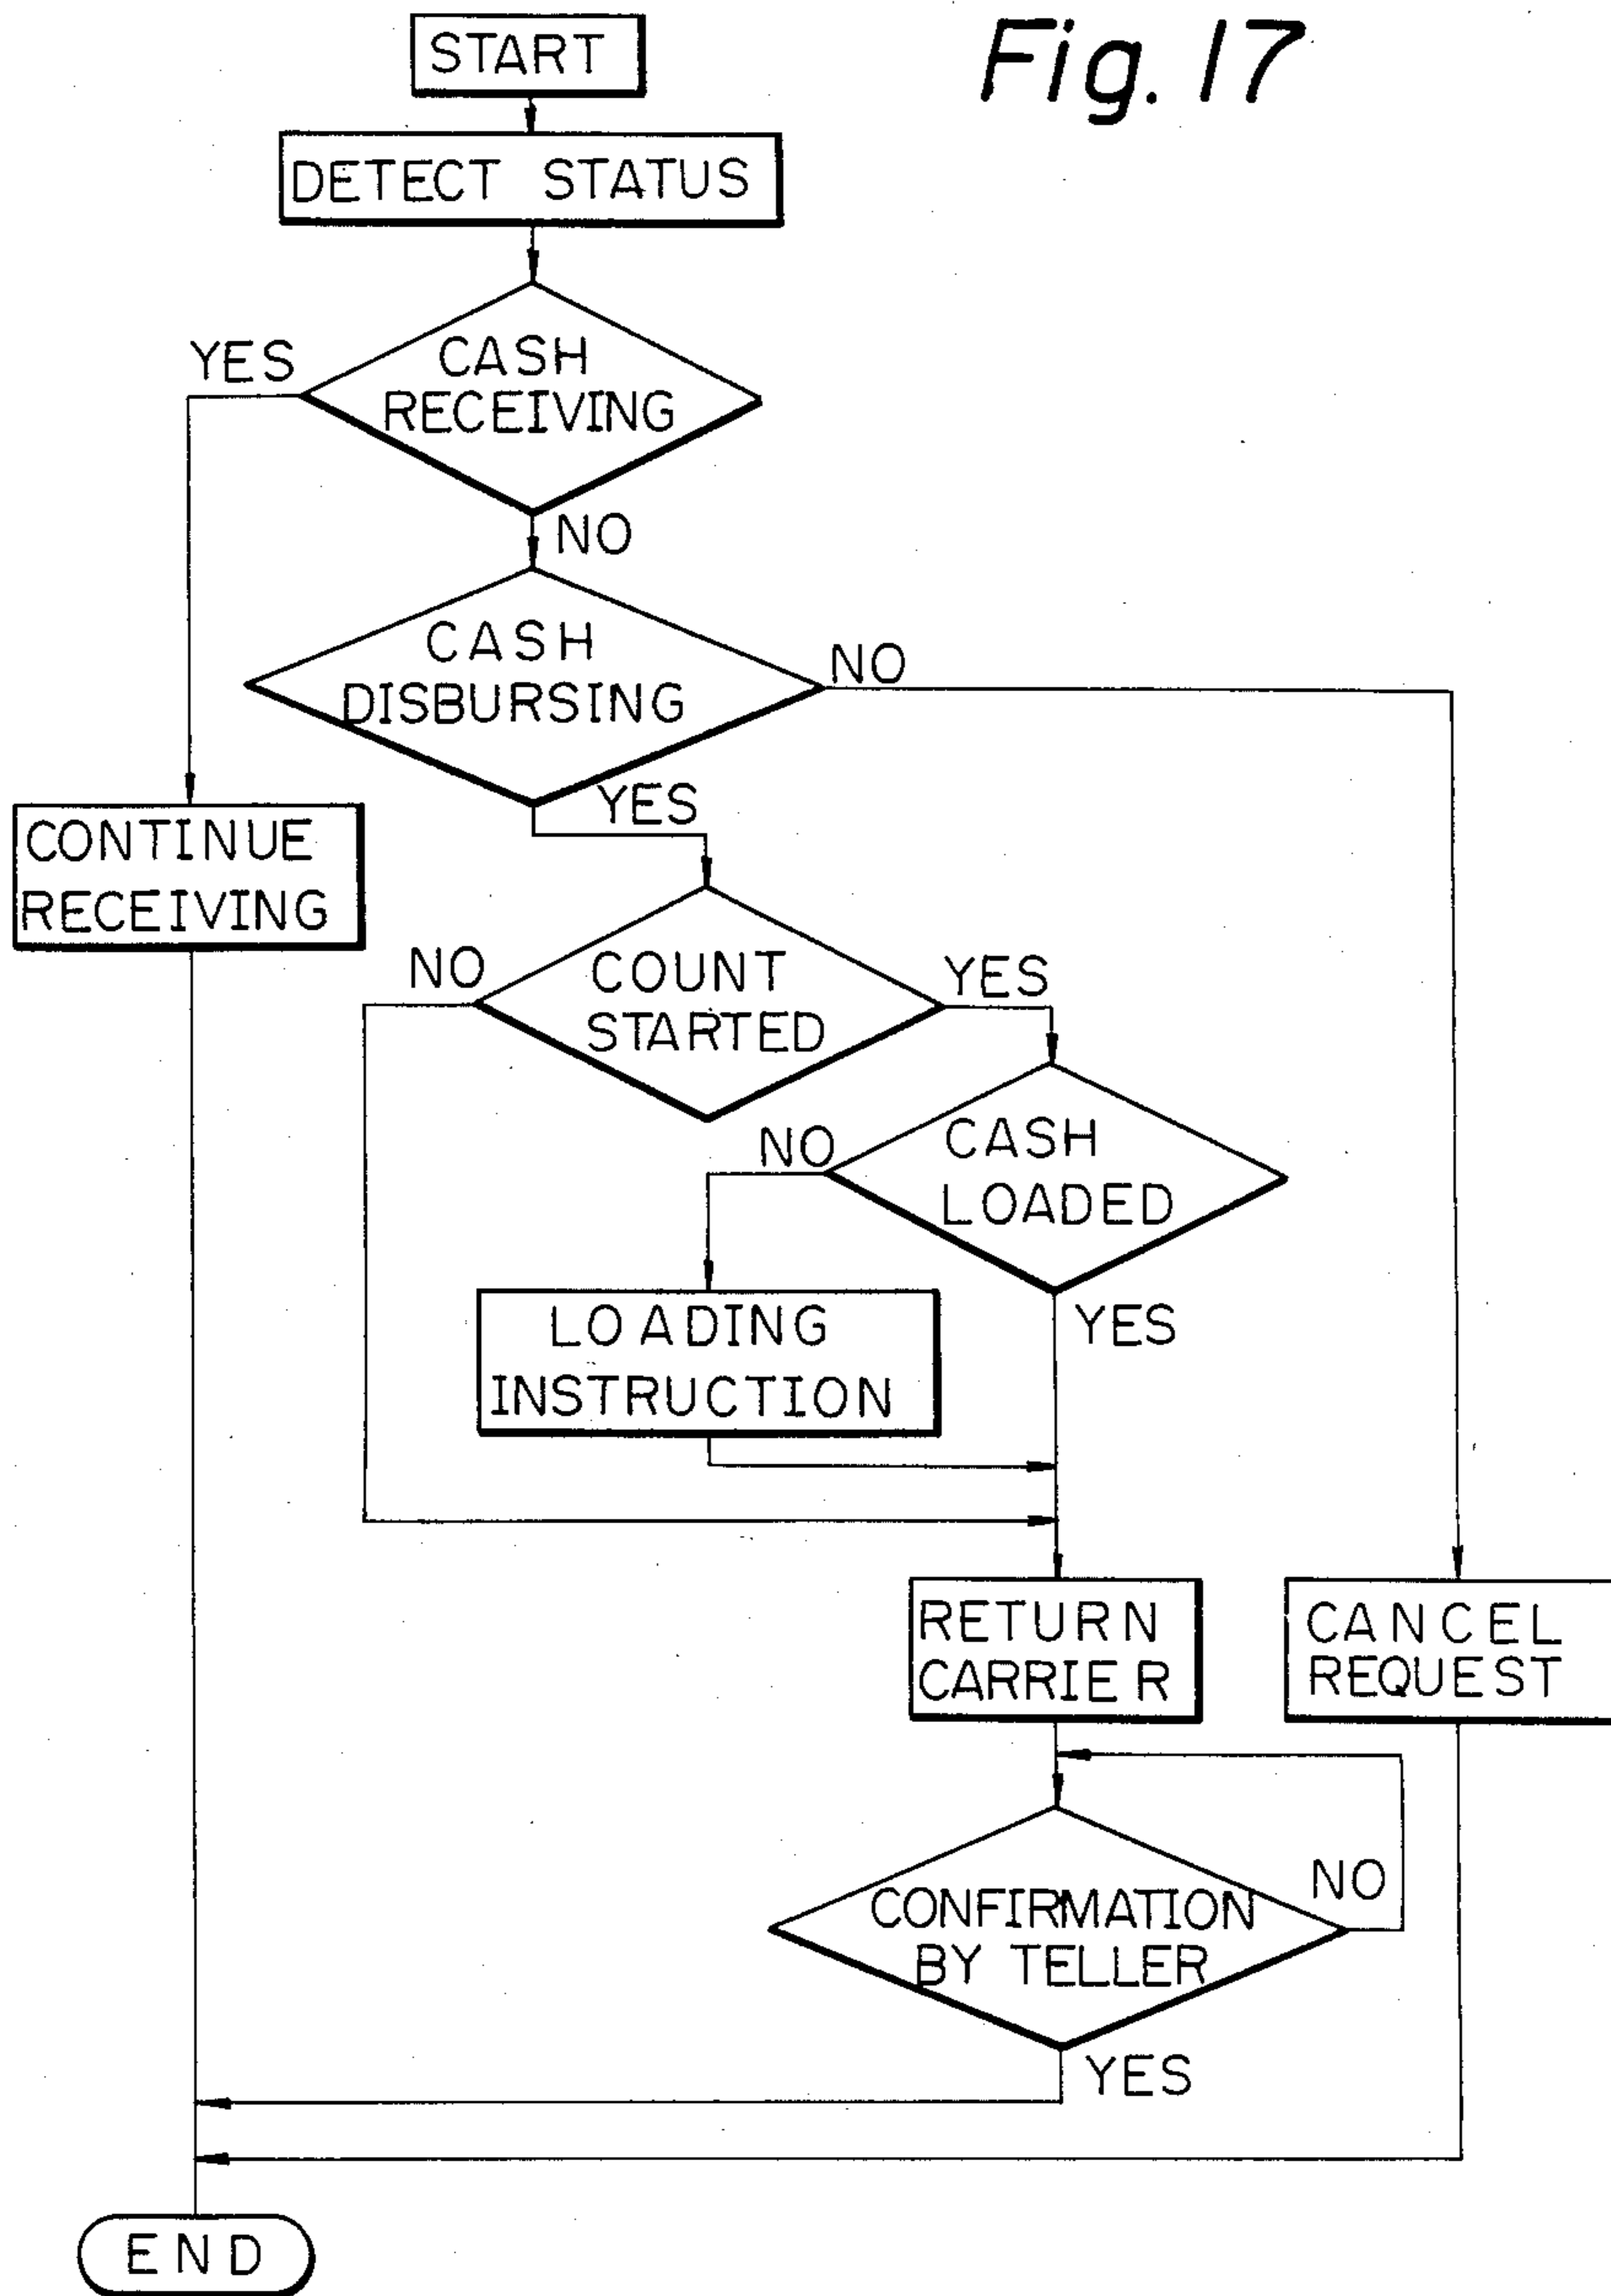 Fig. 17
START
DETECT STATUS
YES
CASH
RECEIVING
NO
CASH
DISBURSING
NO
YES
CONTINUE
RECEIVING
NO
COUNT
STARTED
YES
NO
CASH
LOADED
YES
LOADING
INSTRUCTION
RETURN
CARRIER
CANCEL
REQUEST
NO
CONFIRMATION
BY TELLER
YES
END